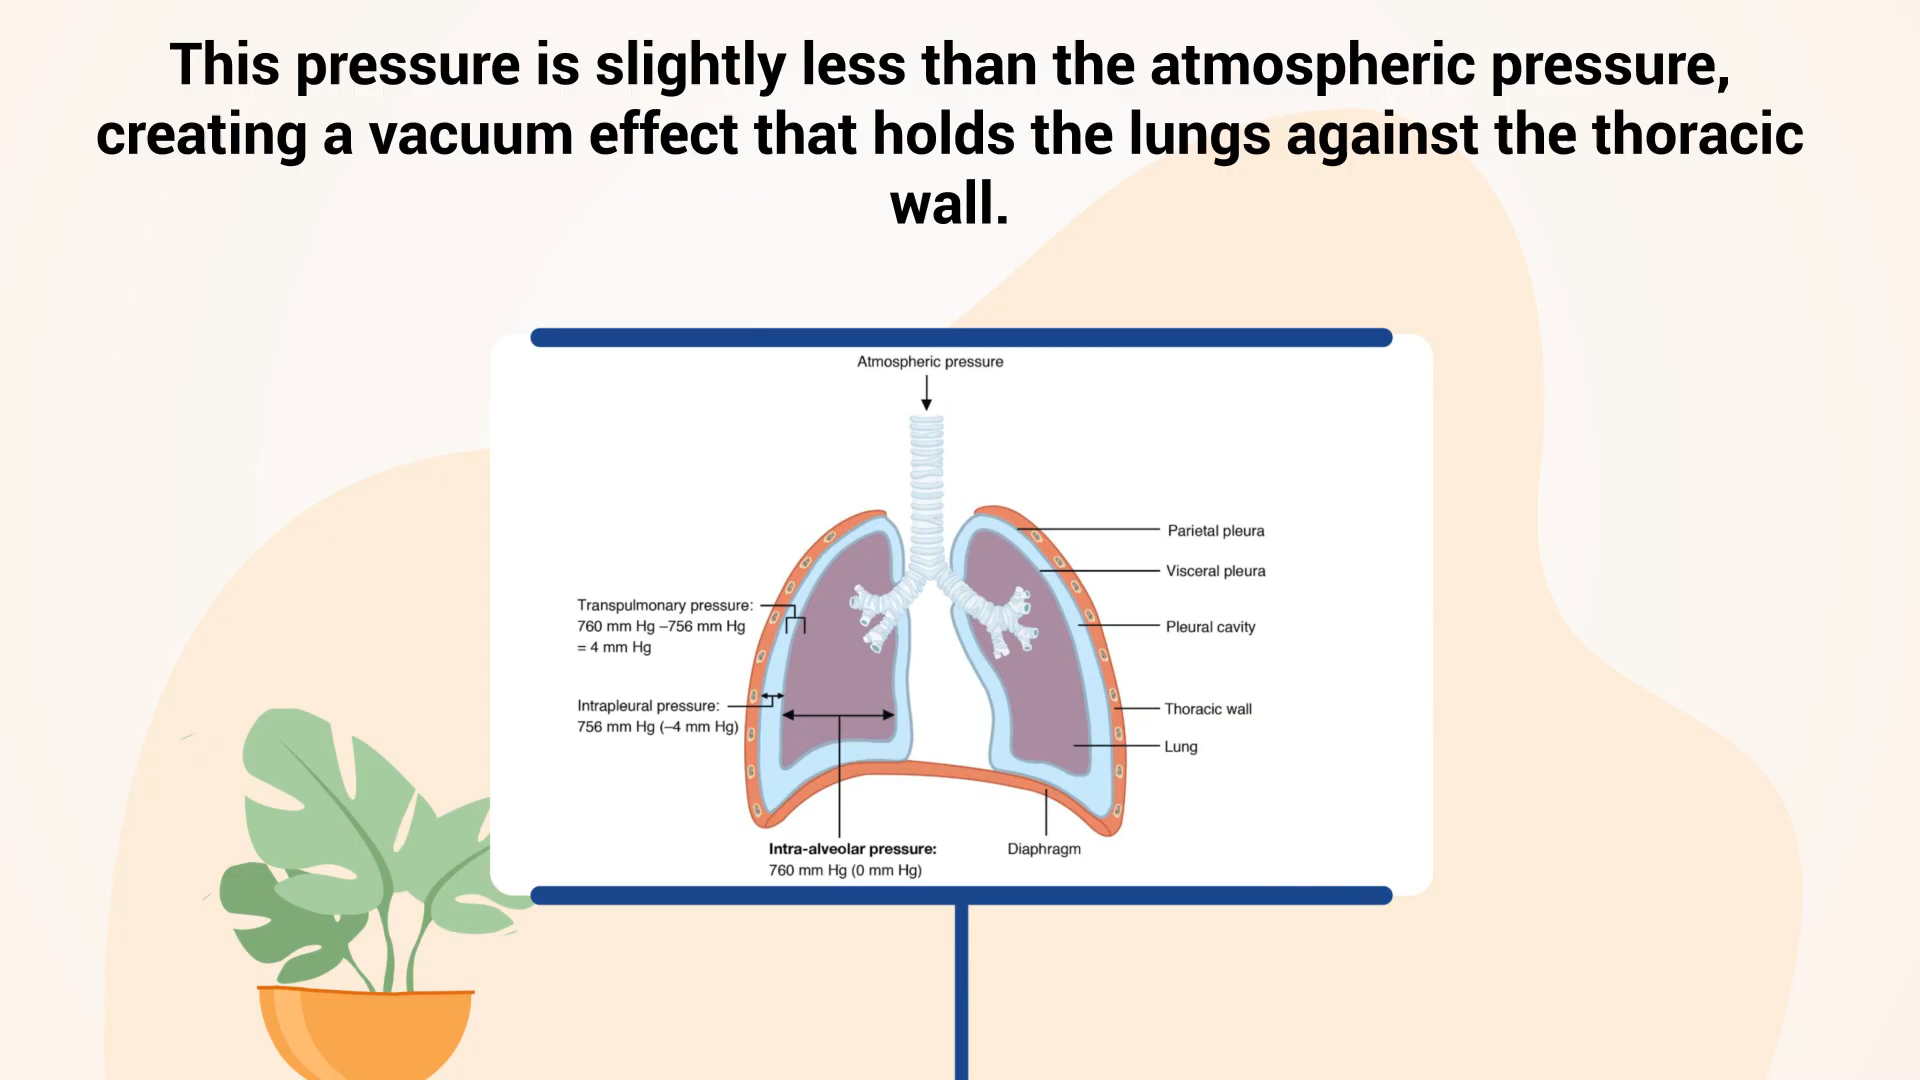 This pressure is slightly less than the atmospheric pressure,
creating a vacuum effect that holds the lungs against the thoracic
wall.
Atmospheric pressure
Parietal pleura
Visceral pleura
Transpulmonary pressure:
760 mm Hg –756 mm Hg
= 4 mm Hg
Pleural cavity
Intrapleural pressure:
756 mm Hg (–4 mm Hg)
Thoracic wall
Lung
Intra-alveolar pressure:
760 mm Hg (0 mm Hg)
Diaphragm